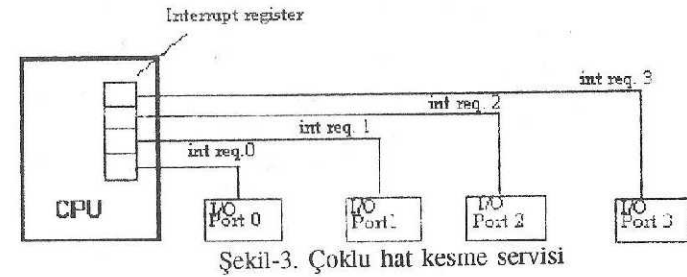 Interrupt register
int req. 3
int req. 2
int req. 1
int req.0
CPU
I/O
Port 0
I/O
Port1
I/O
Port 2
I/O
Port 3
Şekil-3. Çoklu hat kesme servisi